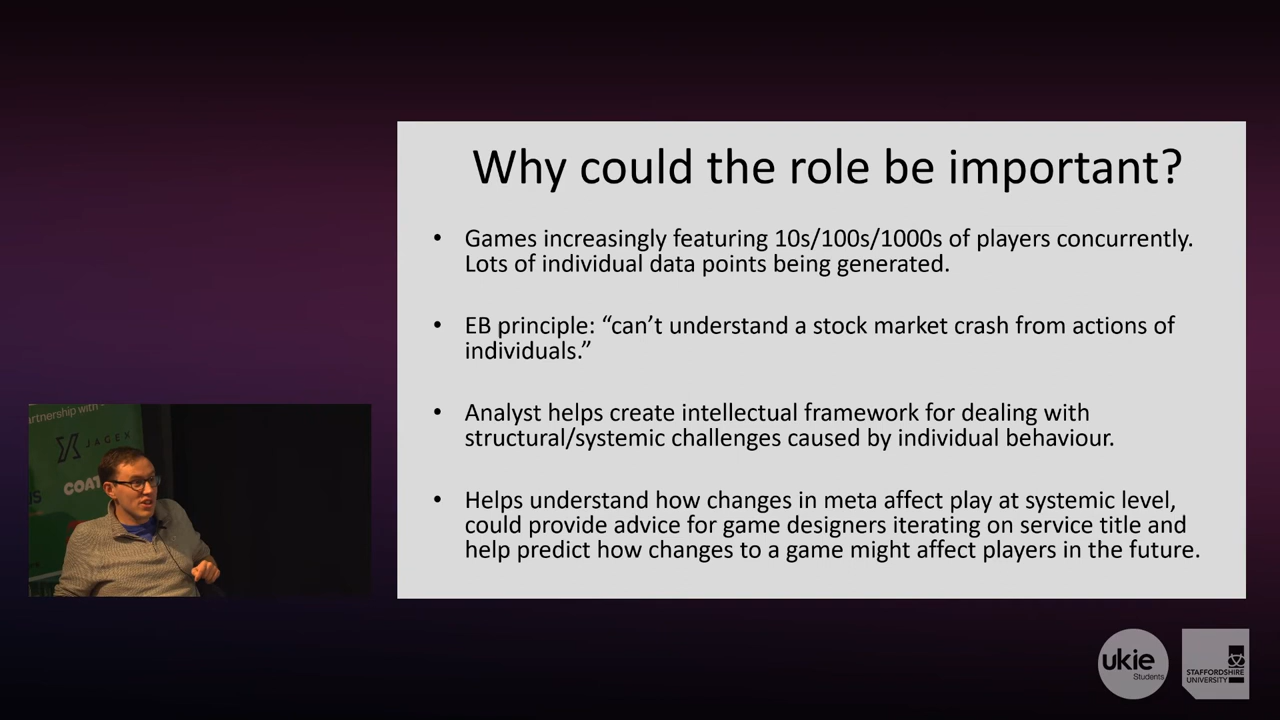 Why could the role be important?
• Games increasingly featuring 10s/100s/1000s of players concurrently.
Lots of individual data points being generated.
• EB principle: “can’t understand a stock market crash from actions of
individuals.”
• Analyst helps create intellectual framework for dealing with
structural/systemic challenges caused by individual behaviour.
• Helps understand how changes in meta affect play at systemic level,
could provide advice for game designers iterating on service title and
help predict how changes to a game might affect players in the future.
artnership with
JAGEX
COAT
ukie
Students
STAFFORDSHIRE
UNIVERSITY